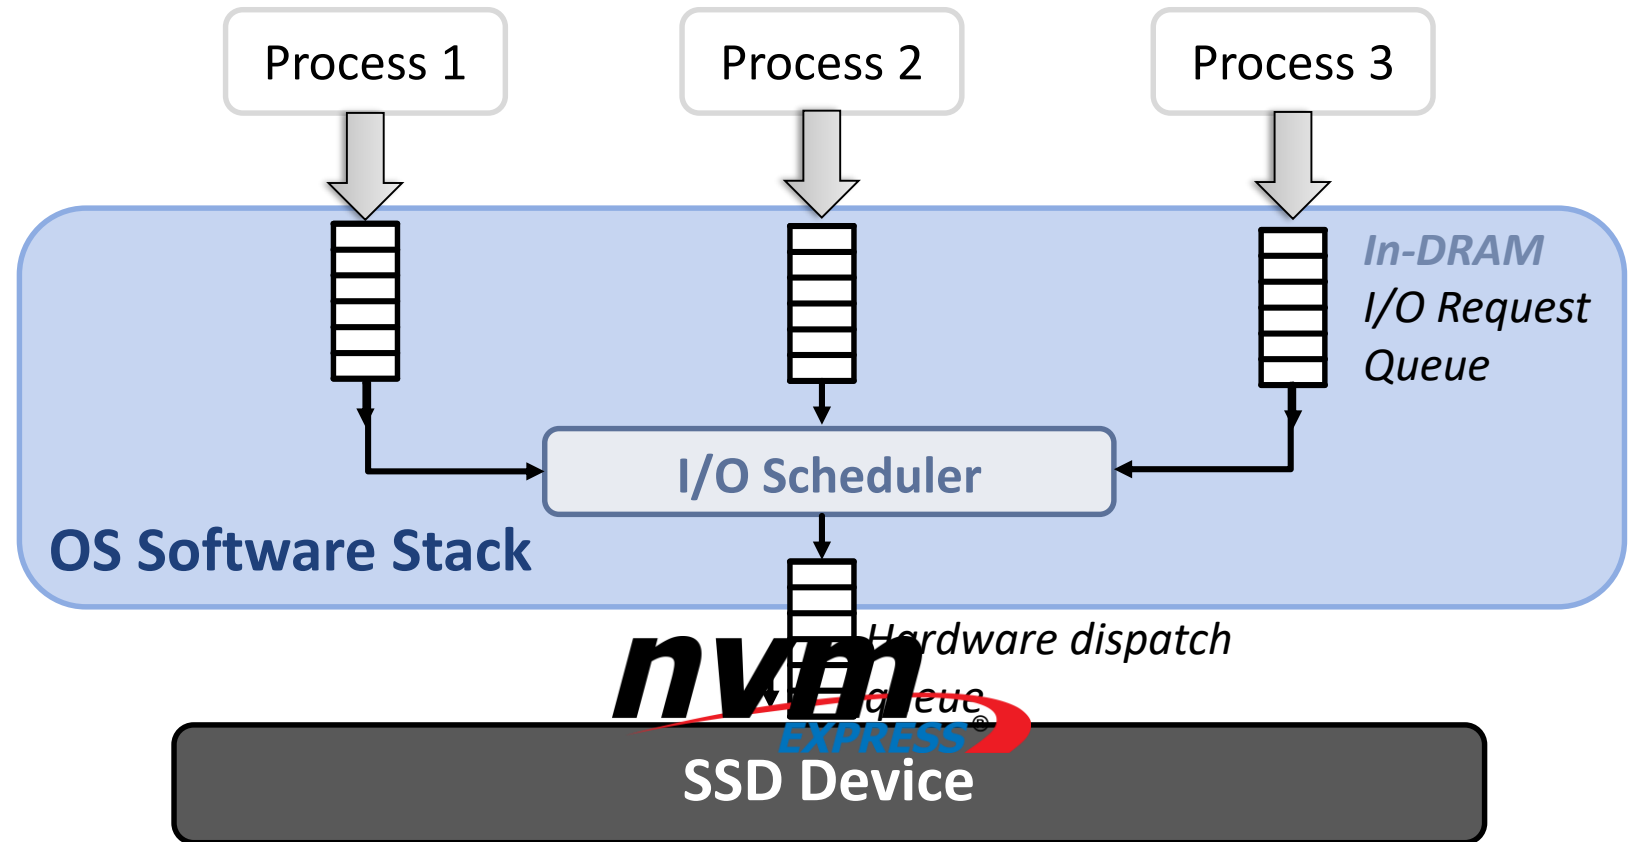 Process 1
Process 2
Process 3
In-DRAM
I/O Request
Queue
I/O Scheduler
OS Software Stack
Hardware dispatch
queue
nvm
EXPRESS®
SSD Device